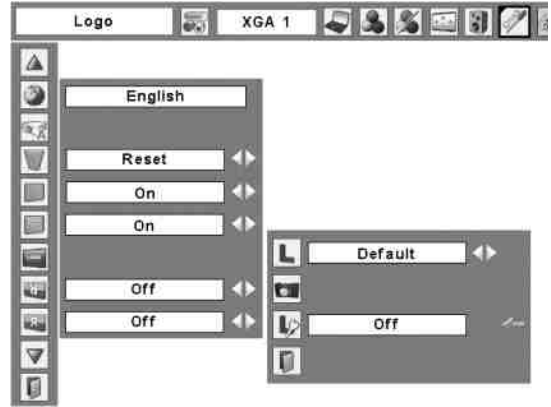 Logo
XGA 1
English
Reset
On
On
Default
Off
Off
Off